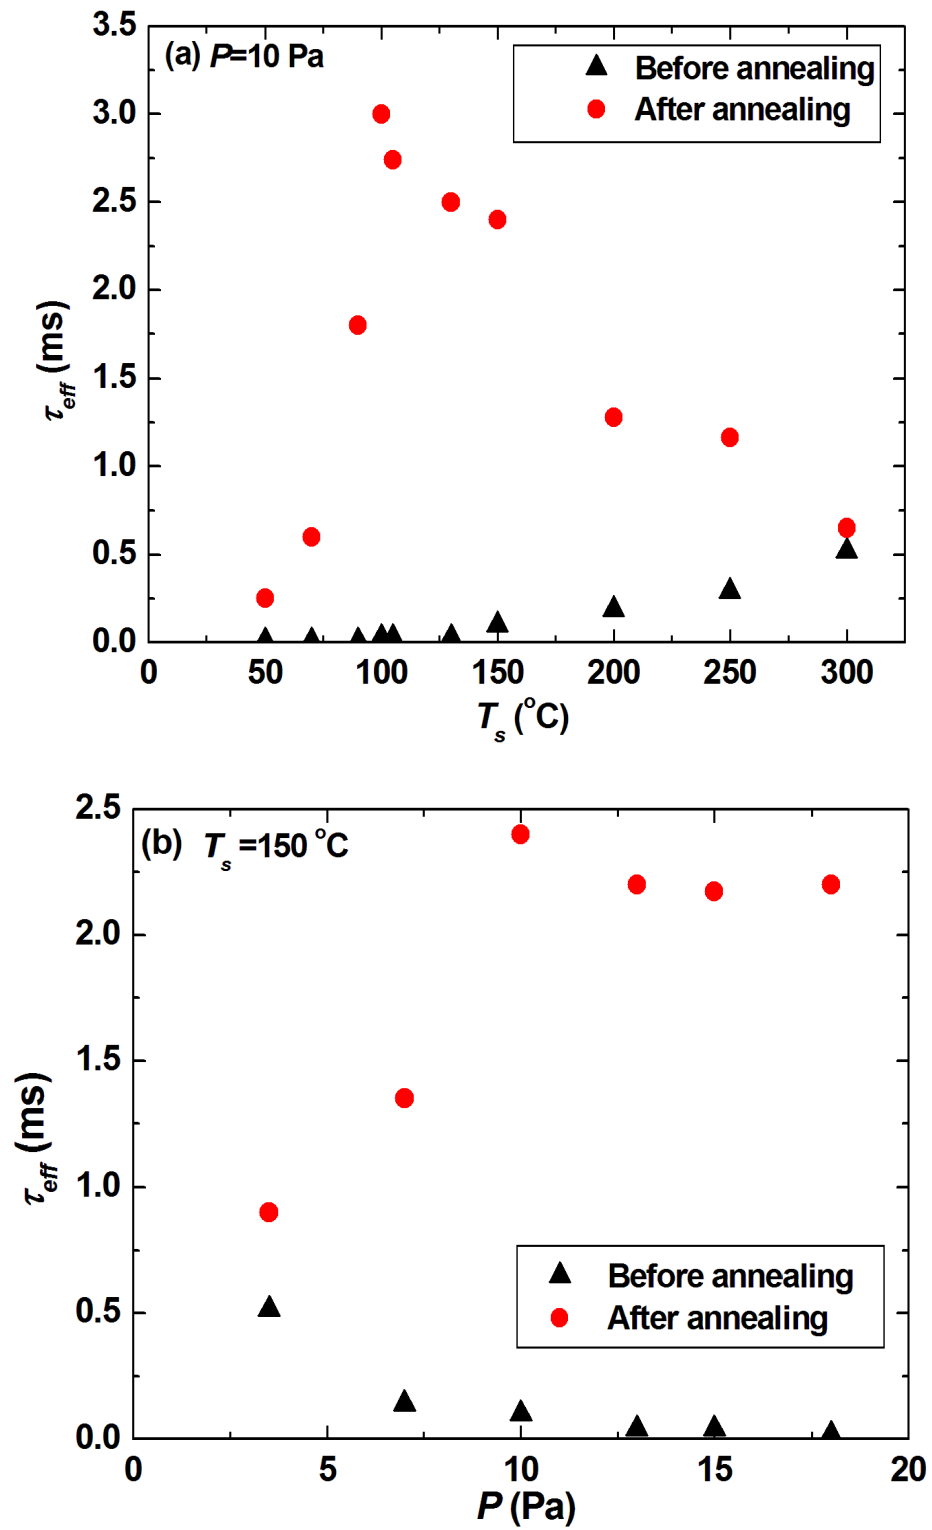 3.5
(a) P=10 Pa
Before annealing
After annealing
3.0
2.5
2.0
1.5
1.0
0.5
0.0
τeff (ms)
0 50 100 150 200 250 300
Ts (°C)
2.5
(b) Ts =150 °C
2.0
1.5
1.0
0.5
0.0
τeff (ms)
Before annealing
After annealing
0 5 10 15 20
P (Pa)